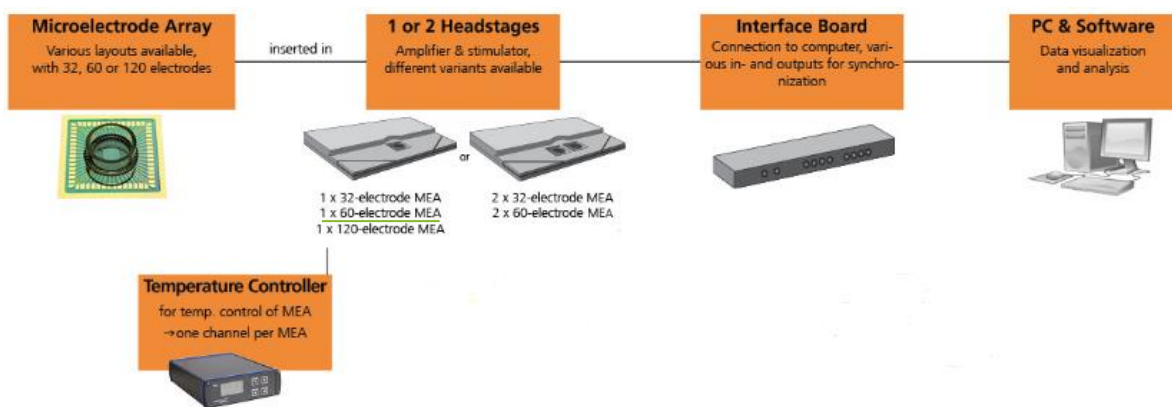 Microelectrode Array
Various layouts available,
with 32, 60 or 120 electrodes
inserted in
1 or 2 Headstages
Amplifier & stimulator,
different variants available
Interface Board
Connection to computer, vari-
ous in- and outputs for synchro-
nization
PC & Software
Data visualization
and analysis
or
1 x 32-electrode MEA
1 x 60-electrode MEA
1 x 120-electrode MEA
2 x 32-electrode MEA
2 x 60-electrode MEA
Temperature Controller
for temp. control of MEA
→one channel per MEA